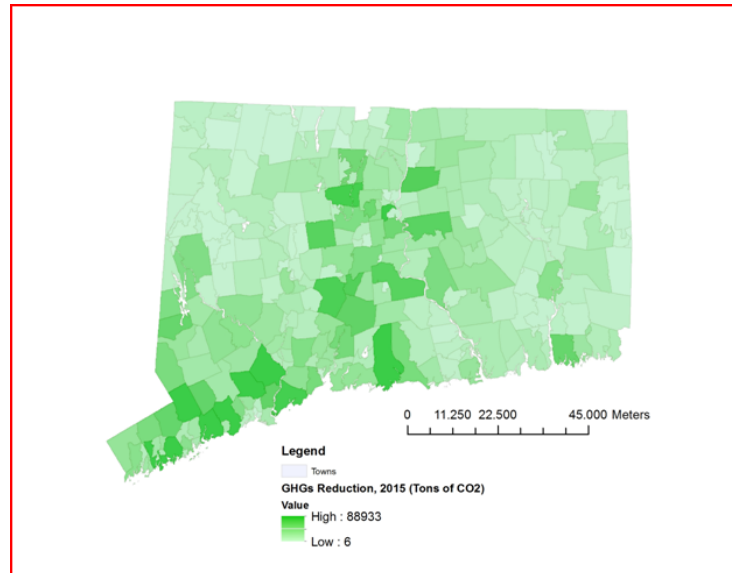 0 11.250 22.500 45.000 Meters
Legend
Towns
GHGs Reduction, 2015 (Tons of CO2)
Value
High : 88933
Low : 6